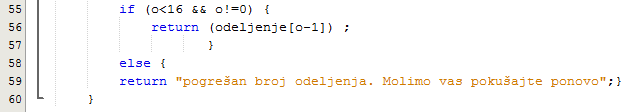 55 if (o<16 && o!=0) {
56 return (odeljenje[o-1]) ;
57 }
58 else {
59 return "pogrešan broj odeljenja. Molimo vas pokušajte ponovo";}
60 }